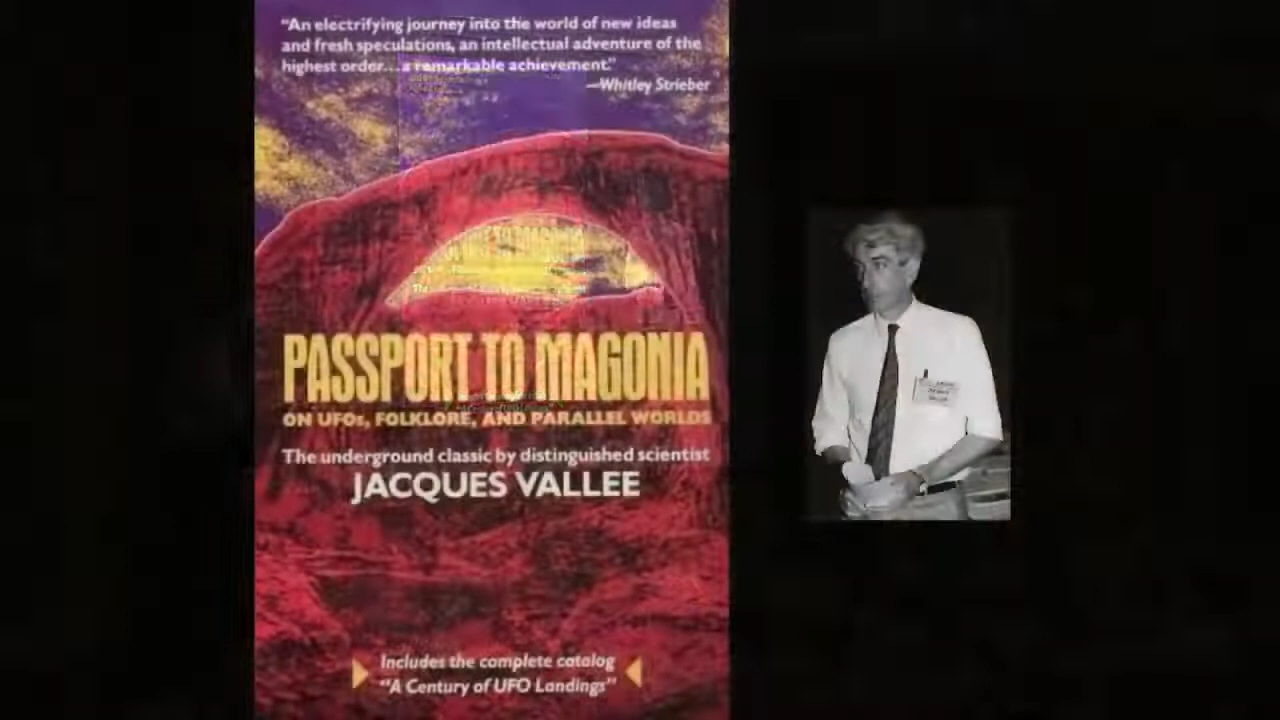 “An electrifying journey into the world of new ideas
and fresh speculations, an intellectual adventure of the
highest order...a remarkable achievement.”
—Whitley Strieber
PASSPORT TO MAGONIA
ON UFOs, FOLKLORE, AND PARALLEL WORLDS
The underground classic by distinguished scientist
JACQUES VALLEE
Includes the complete catalog
“A Century of UFO Landings”